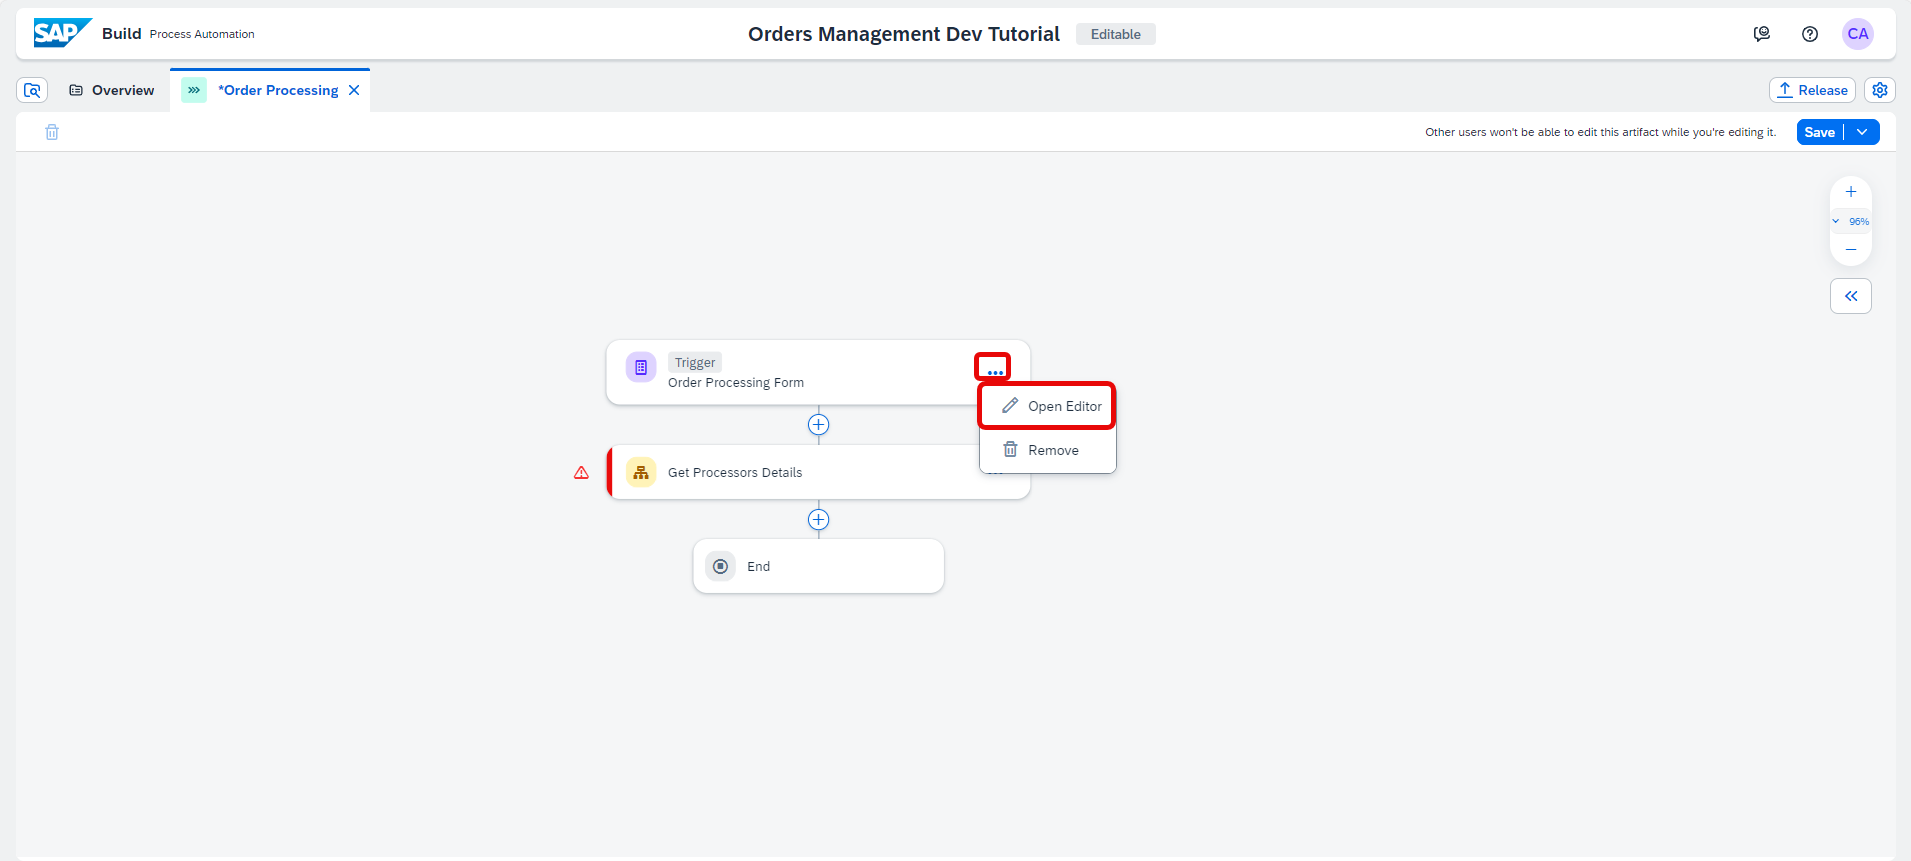 SAP Build Process Automation
Orders Management Dev Tutorial Editable
CA
Overview
*Order Processing
Release
Other users won't be able to edit this artifact while you're editing it.
Save
96%
Trigger
Order Processing Form
Open Editor
Remove
Get Processors Details
End